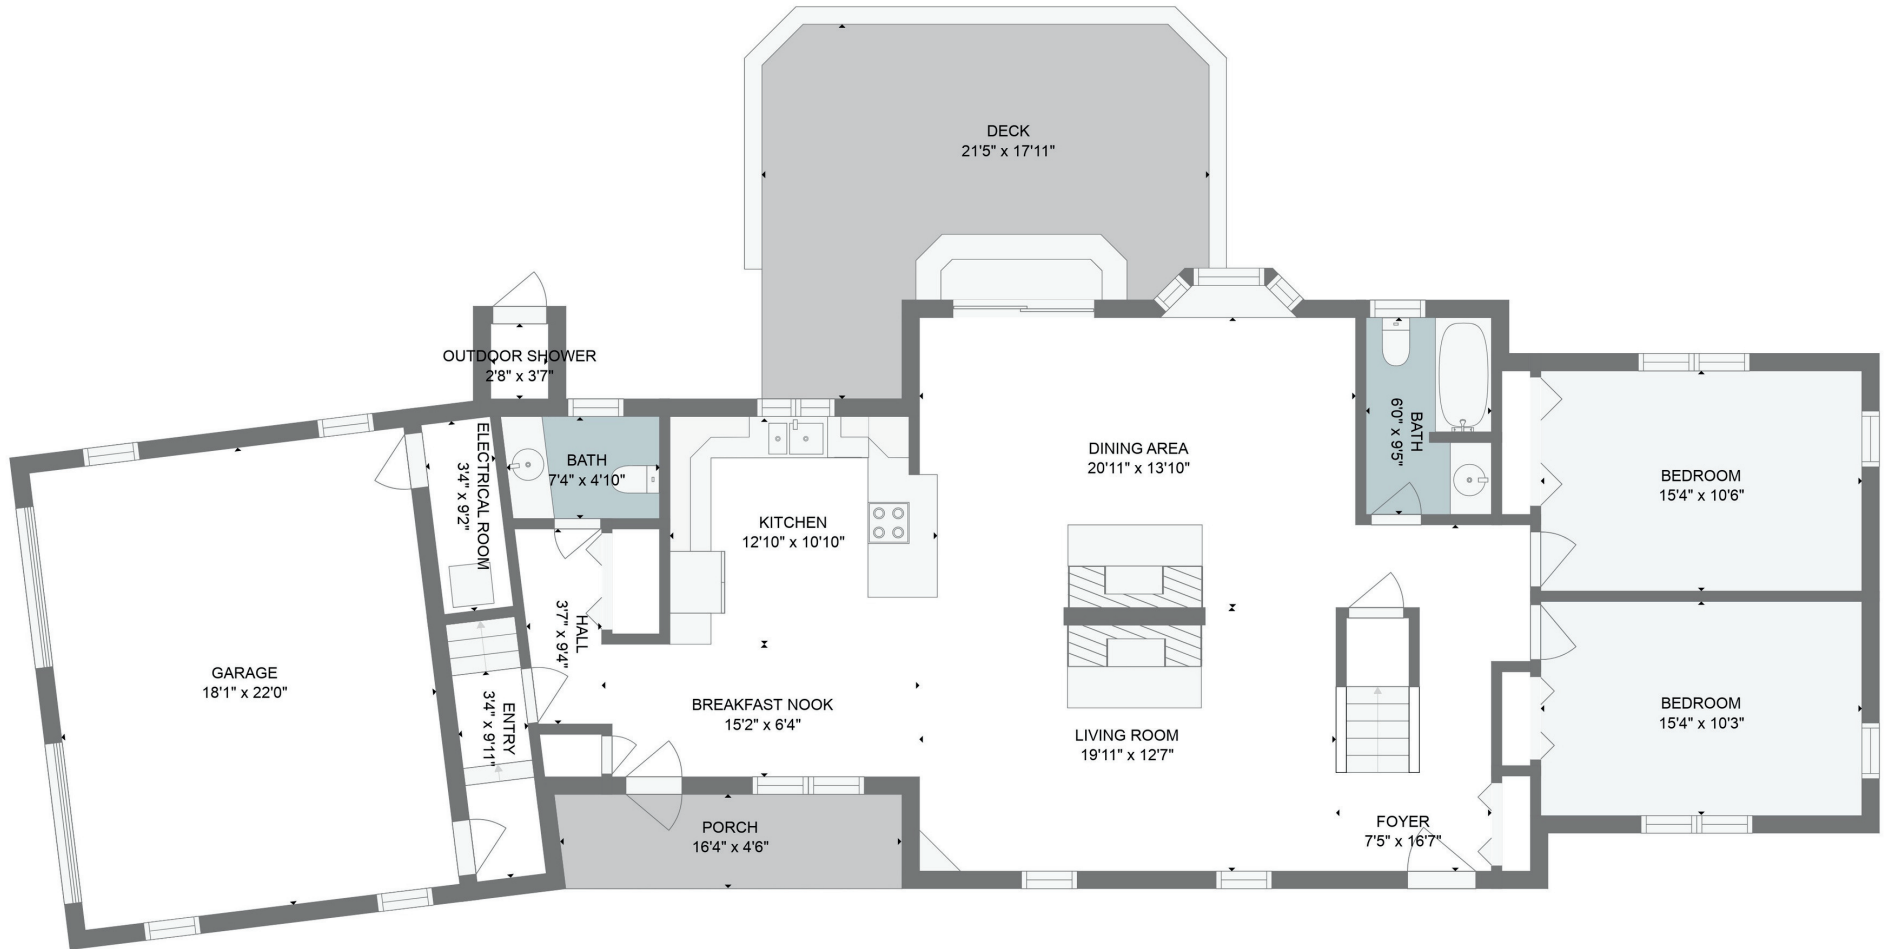 DECK
21'5" x 17'11"
OUTDOOR SHOWER
2'8" x 3'7"
ELECTRICAL ROOM
3'4" x 9'2"
BATH
7'4" x 4'10"
KITCHEN
12'10" x 10'10"
DINING AREA
20'11" x 13'10"
BATH
6'0" x 9'5"
BEDROOM
15'4" x 10'6"
GARAGE
18'1" x 22'0"
HALL
3'7" x 9'4"
ENTRY
3'4" x 9'11"
BREAKFAST NOOK
15'2" x 6'4"
LIVING ROOM
19'11" x 12'7"
BEDROOM
15'4" x 10'3"
PORCH
16'4" x 4'6"
FOYER
7'5" x 16'7"